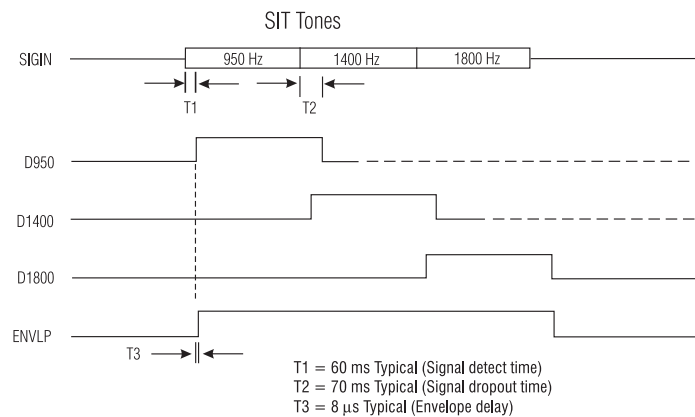 SIT Tones
SIGIN
950 Hz
1400 Hz
1800 Hz
T1
T2
D950
D1400
D1800
ENVLP
T3
T1 = 60 ms Typical (Signal detect time)
T2 = 70 ms Typical (Signal dropout time)
T3 = 8 μs Typical (Envelope delay)